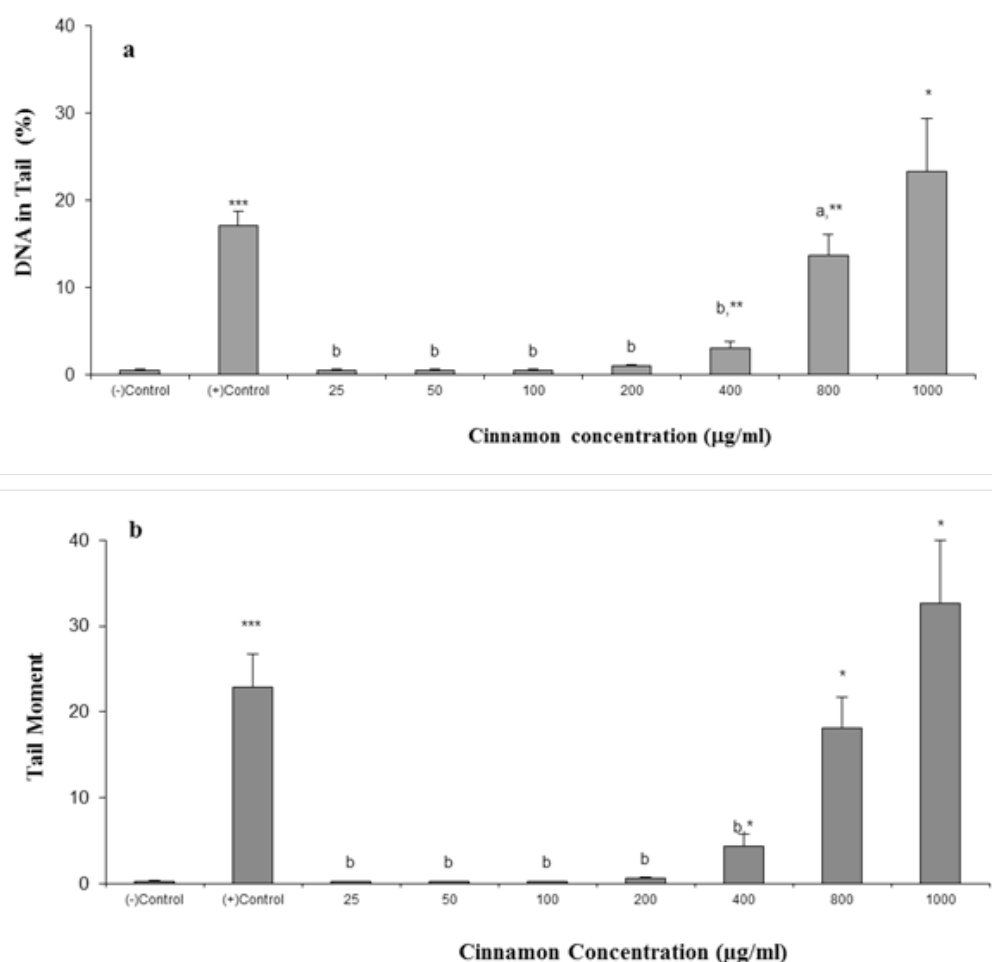 a
DNA in Tail (%)
40
30
20
10
0
***
b
b
b
b
b,**
a,**
*
(-)Control (+)Control 25 50 100 200 400 800 1000
Cinnamon concentration (µg/ml)
b
Tail Moment
40
30
20
10
0
***
b
b
b
b
b,*
*
*
(-)Control (+)Control 25 50 100 200 400 800 1000
Cinnamon Concentration (µg/ml)